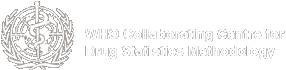 WHO Collaborating Centre for
Drug Statistics Methodology